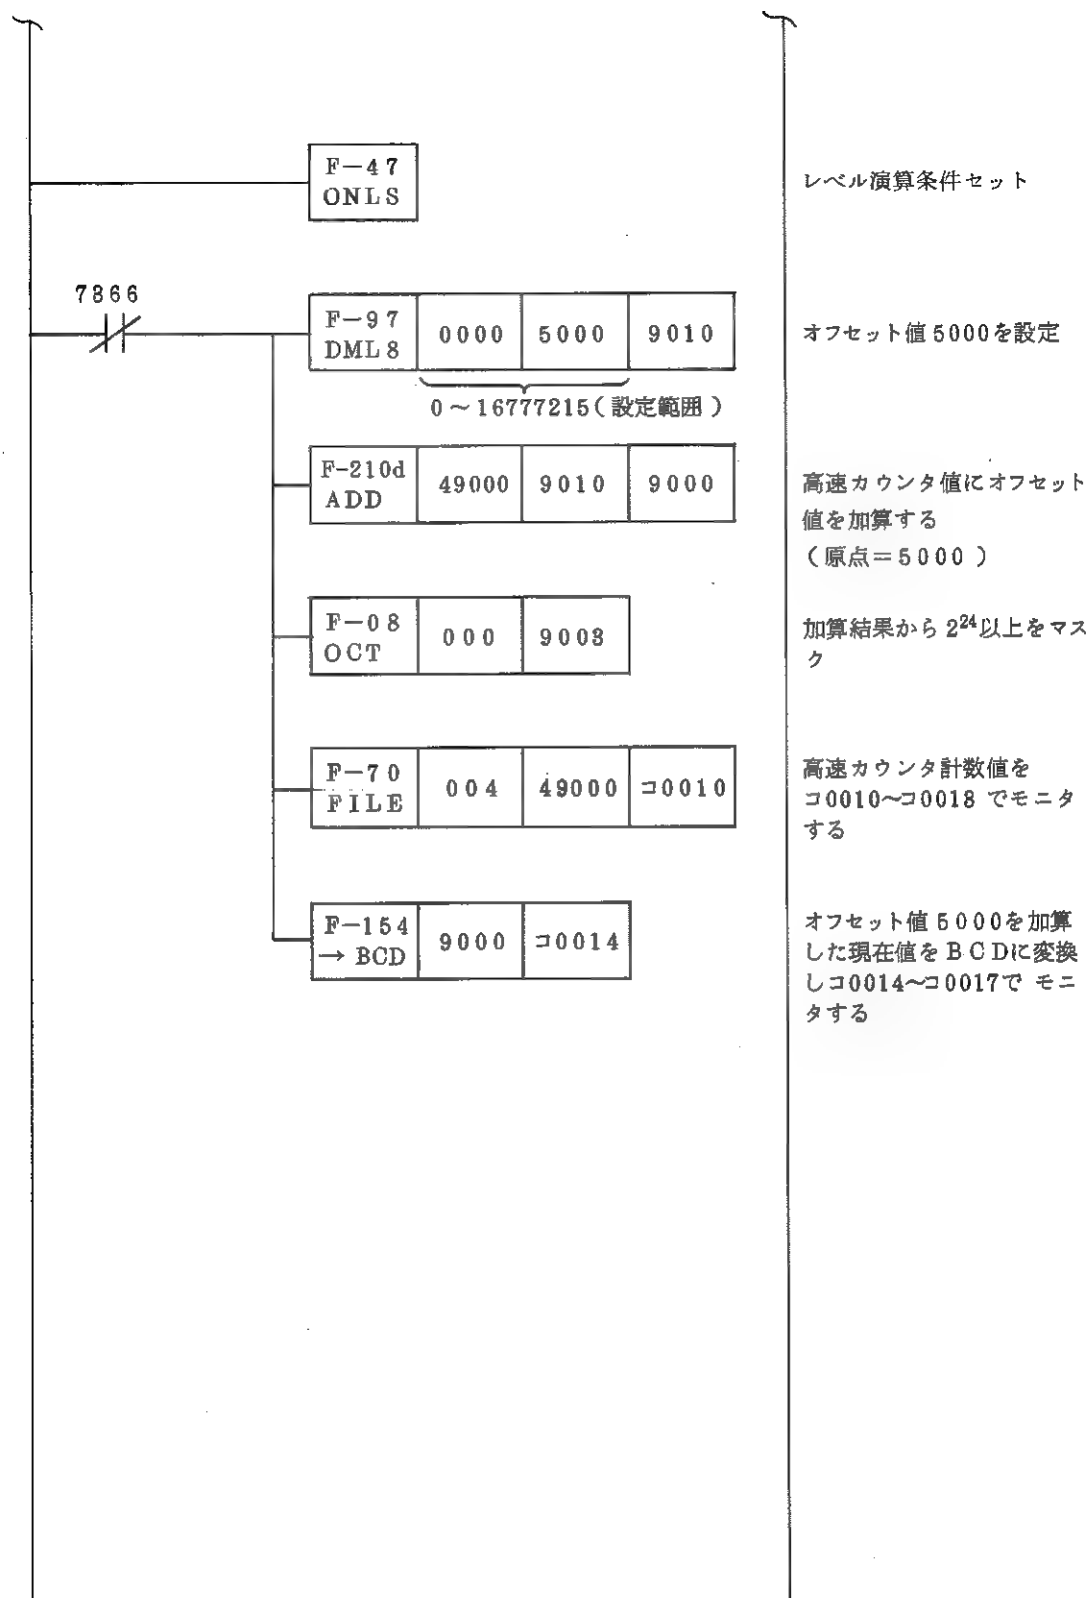 F-47
ONLS
レベル演算条件セット
7366
F-97
DML8
0000
5000
9010
オフセット値5000を設定
0～16777215(設定範囲)
F-210d
ADD
49000
9010
9000
高速カウンタ値にオフセット
値を加算する
(原点=5000)
F-08
OCT
000
9003
加算結果から2²⁴以上をマス
ク
F-70
FILE
004
49000
コ0010
高速カウンタ計数値を
コ0010～コ0018でモニタ
する
F-154
→BCD
9000
コ0014
オフセット値5000を加算
した現在値をBCDに変換
しコ0014～コ0017でモニ
タする